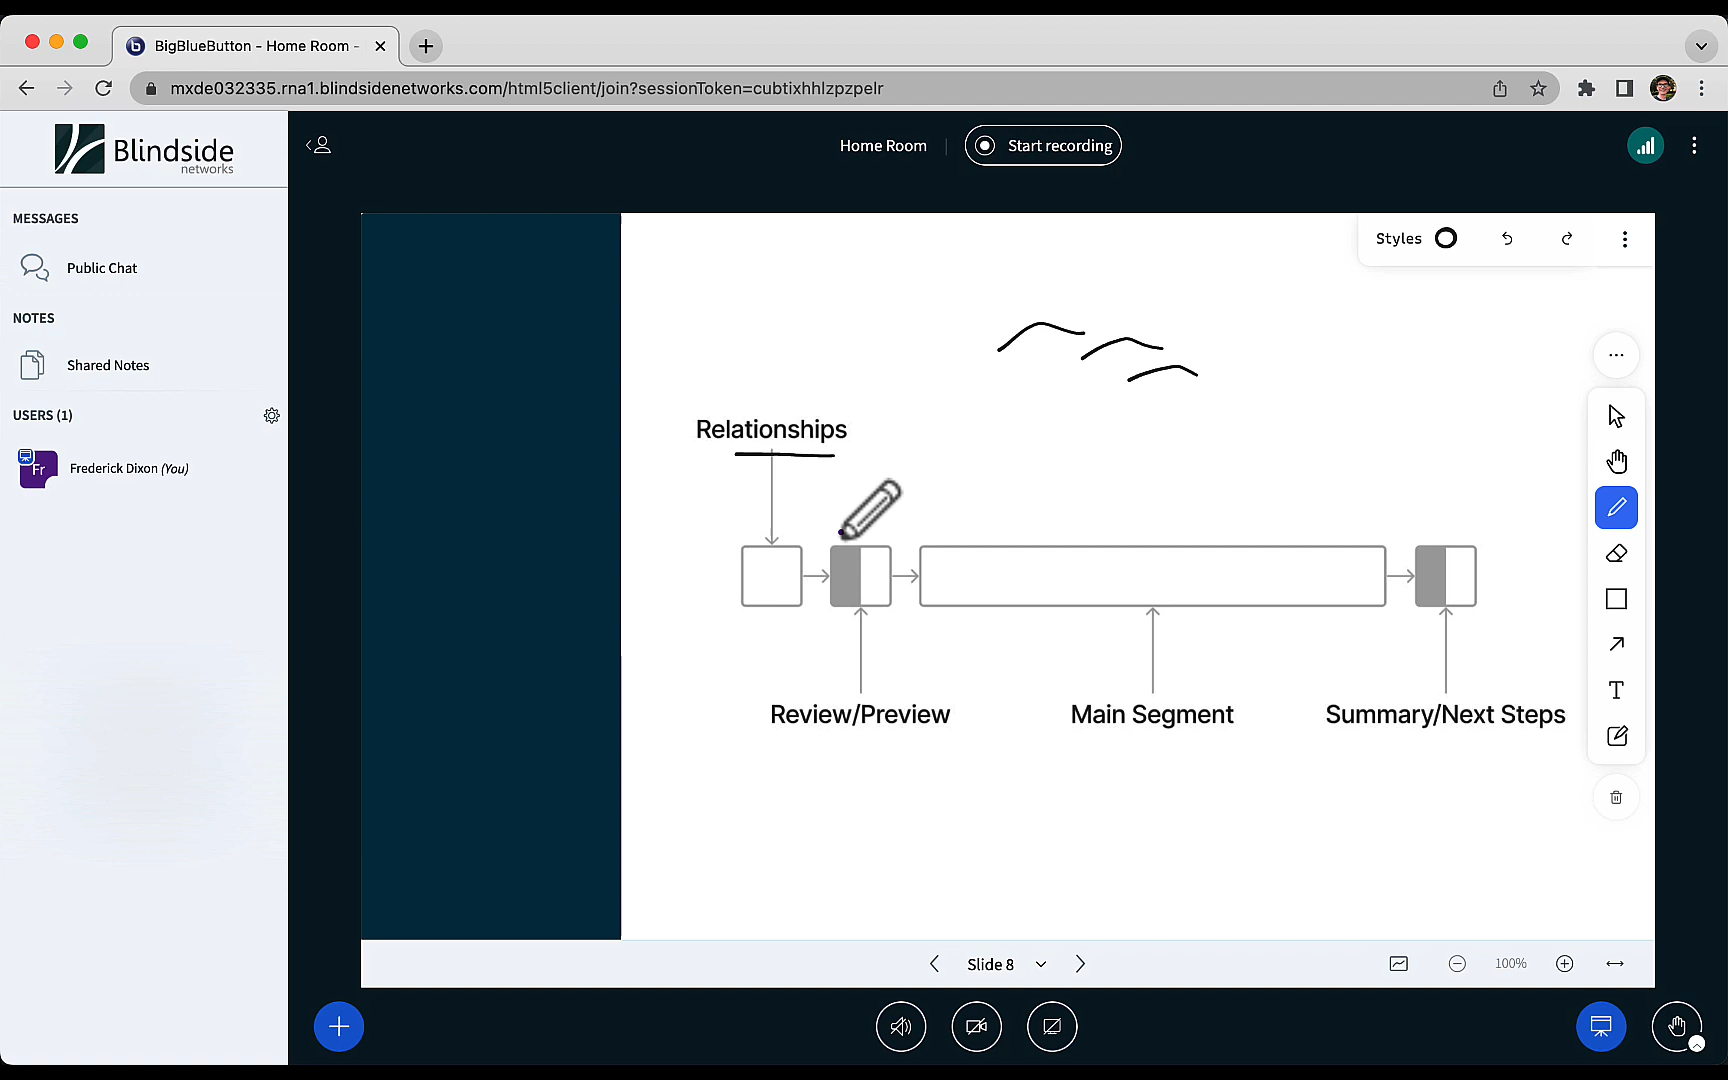 BigBlueButton - Home Room -
mxde032335.rna1.blindsidenetworks.com/html5client/join?sessionToken=cubtixhhlzpzpelr
Blindside
networks
Home Room
Start recording
MESSAGES
Public Chat
NOTES
Shared Notes
USERS (1)
Fr
Frederick Dixon (You)
Styles
Relationships
Review/Preview
Main Segment
Summary/Next Steps
T
Slide 8
100%